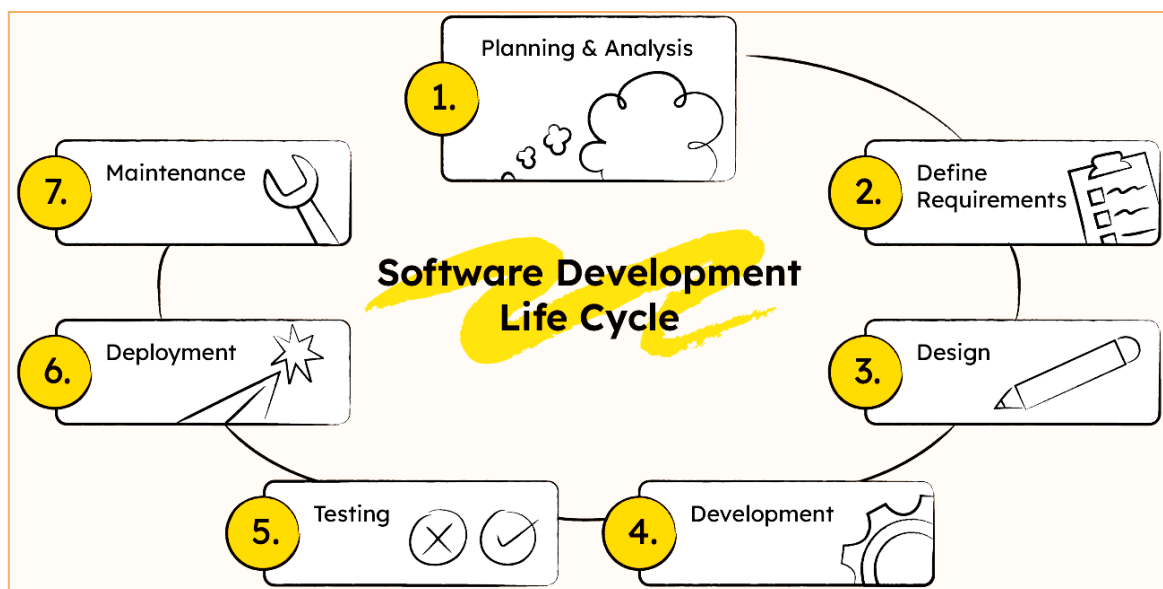 Planning & Analysis
1.
Define
Requirements
2.
Design
3.
Development
4.
Testing
5.
Deployment
6.
Maintenance
7.
Software Development
Life Cycle